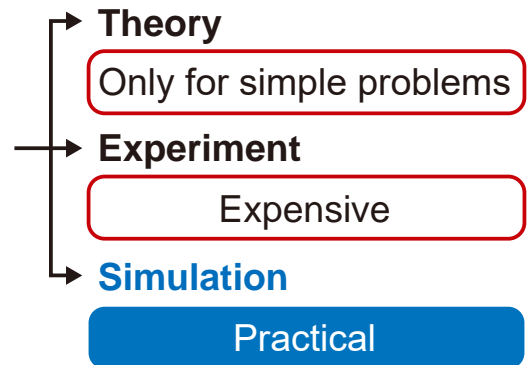 Theory
Only for simple problems
Experiment
Expensive
Simulation
Practical